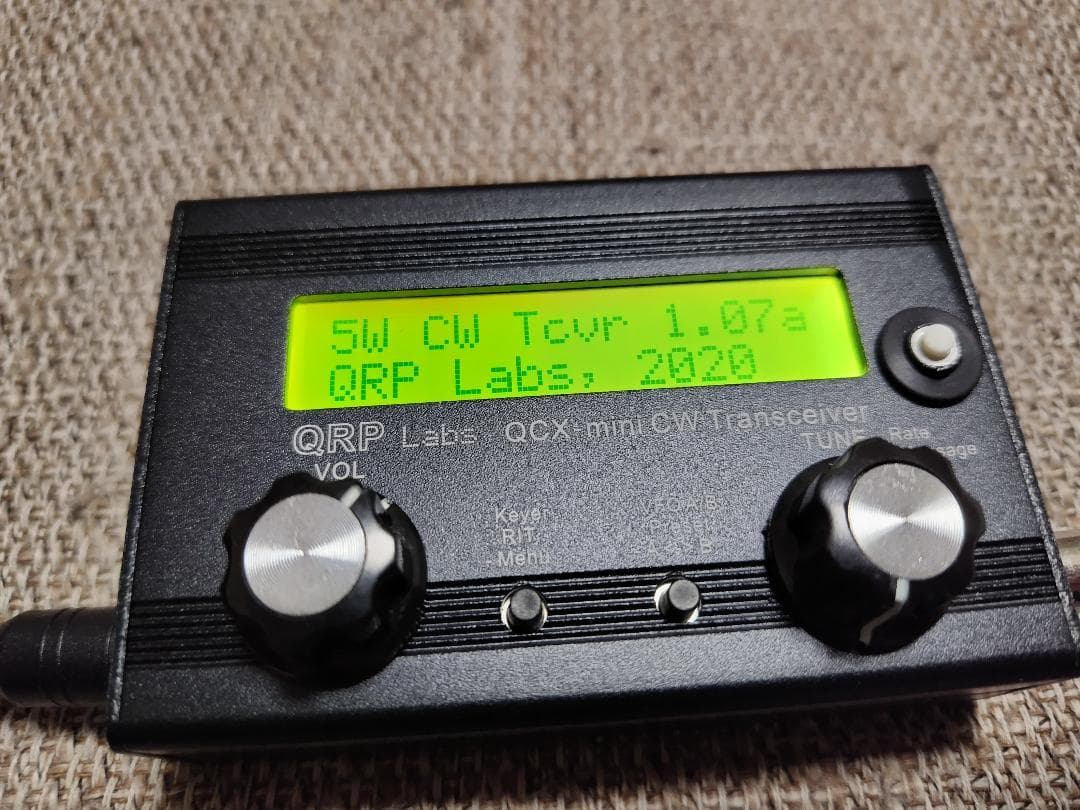 5W CW Tcvr 1.07a
QRP Labs, 2020
QRP Labs QCX-mini CW Transceiver
VOL
TUNE Rate
Keyer
RIT
- Menu
VFO A/B